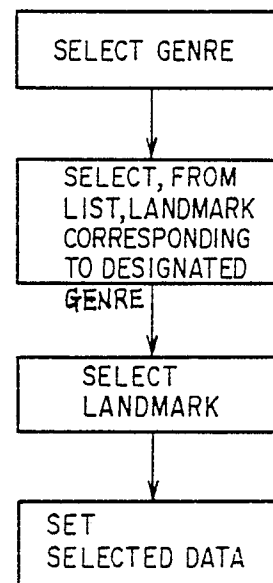 SELECT GENRE
SELECT, FROM
LIST, LANDMARK
CORRESPONDING
TO DESIGNATED
GENRE
SELECT
LANDMARK
SET
SELECTED DATA